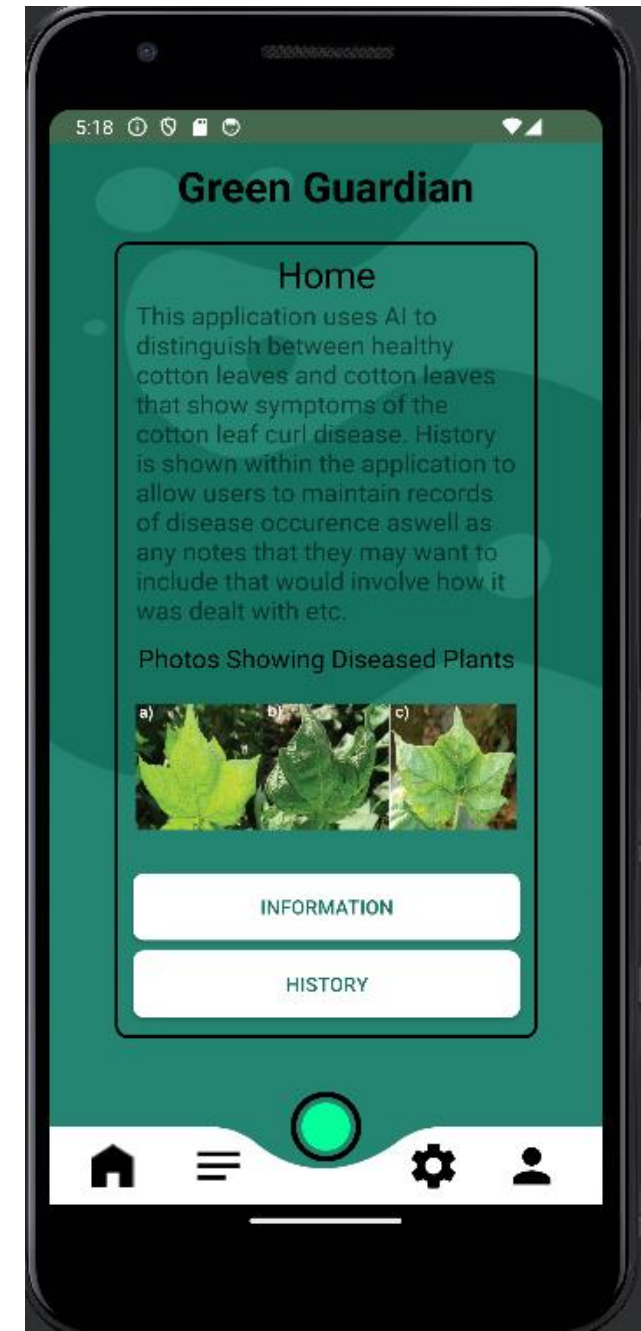 5:18
Green Guardian
Home
This application uses AI to
distinguish between healthy
cotton leaves and cotton leaves
that show symptoms of the
cotton leaf curl disease. History
is shown within the application to
allow users to maintain records
of disease occurence aswell as
any notes that they may want to
include that would involve how it
was dealt with etc.
Photos Showing Diseased Plants
a) b) c)
INFORMATION
HISTORY